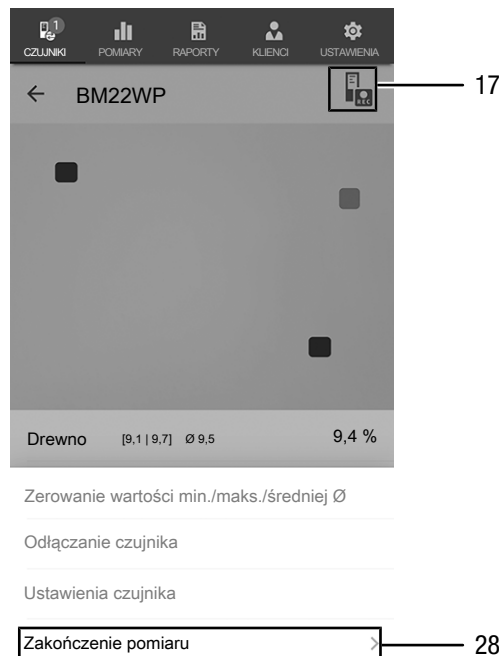 1
CZUJNIKI POMIARY RAPORTY KLIENCI USTAWIENIA
BM22WP
REC
17
Drewno [9,1 | 9,7] Ø 9,5 9,4 %
Zerowanie wartości min./maks./średniej Ø
Odłączanie czujnika
Ustawienia czujnika
Zakończenie pomiaru
28